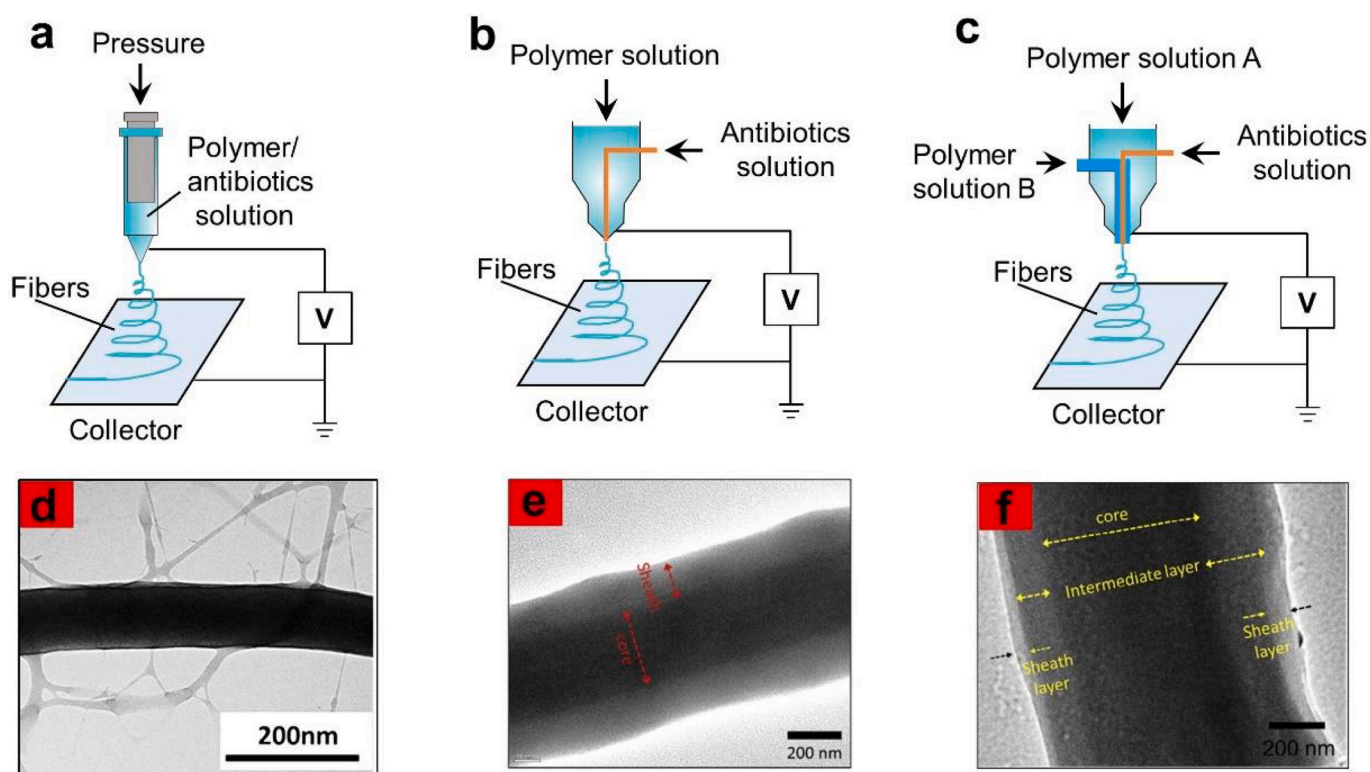 a
Pressure
Polymer/
antibiotics
solution
Fibers
V
Collector
b
Polymer solution
Antibiotics
solution
Fibers
V
Collector
c
Polymer solution A
Polymer
solution B
Antibiotics
solution
Fibers
V
Collector
d
200nm
e
Sheath
core
200 nm
f
core
Intermediate layer
Sheath
layer
Sheath
layer
200 nm